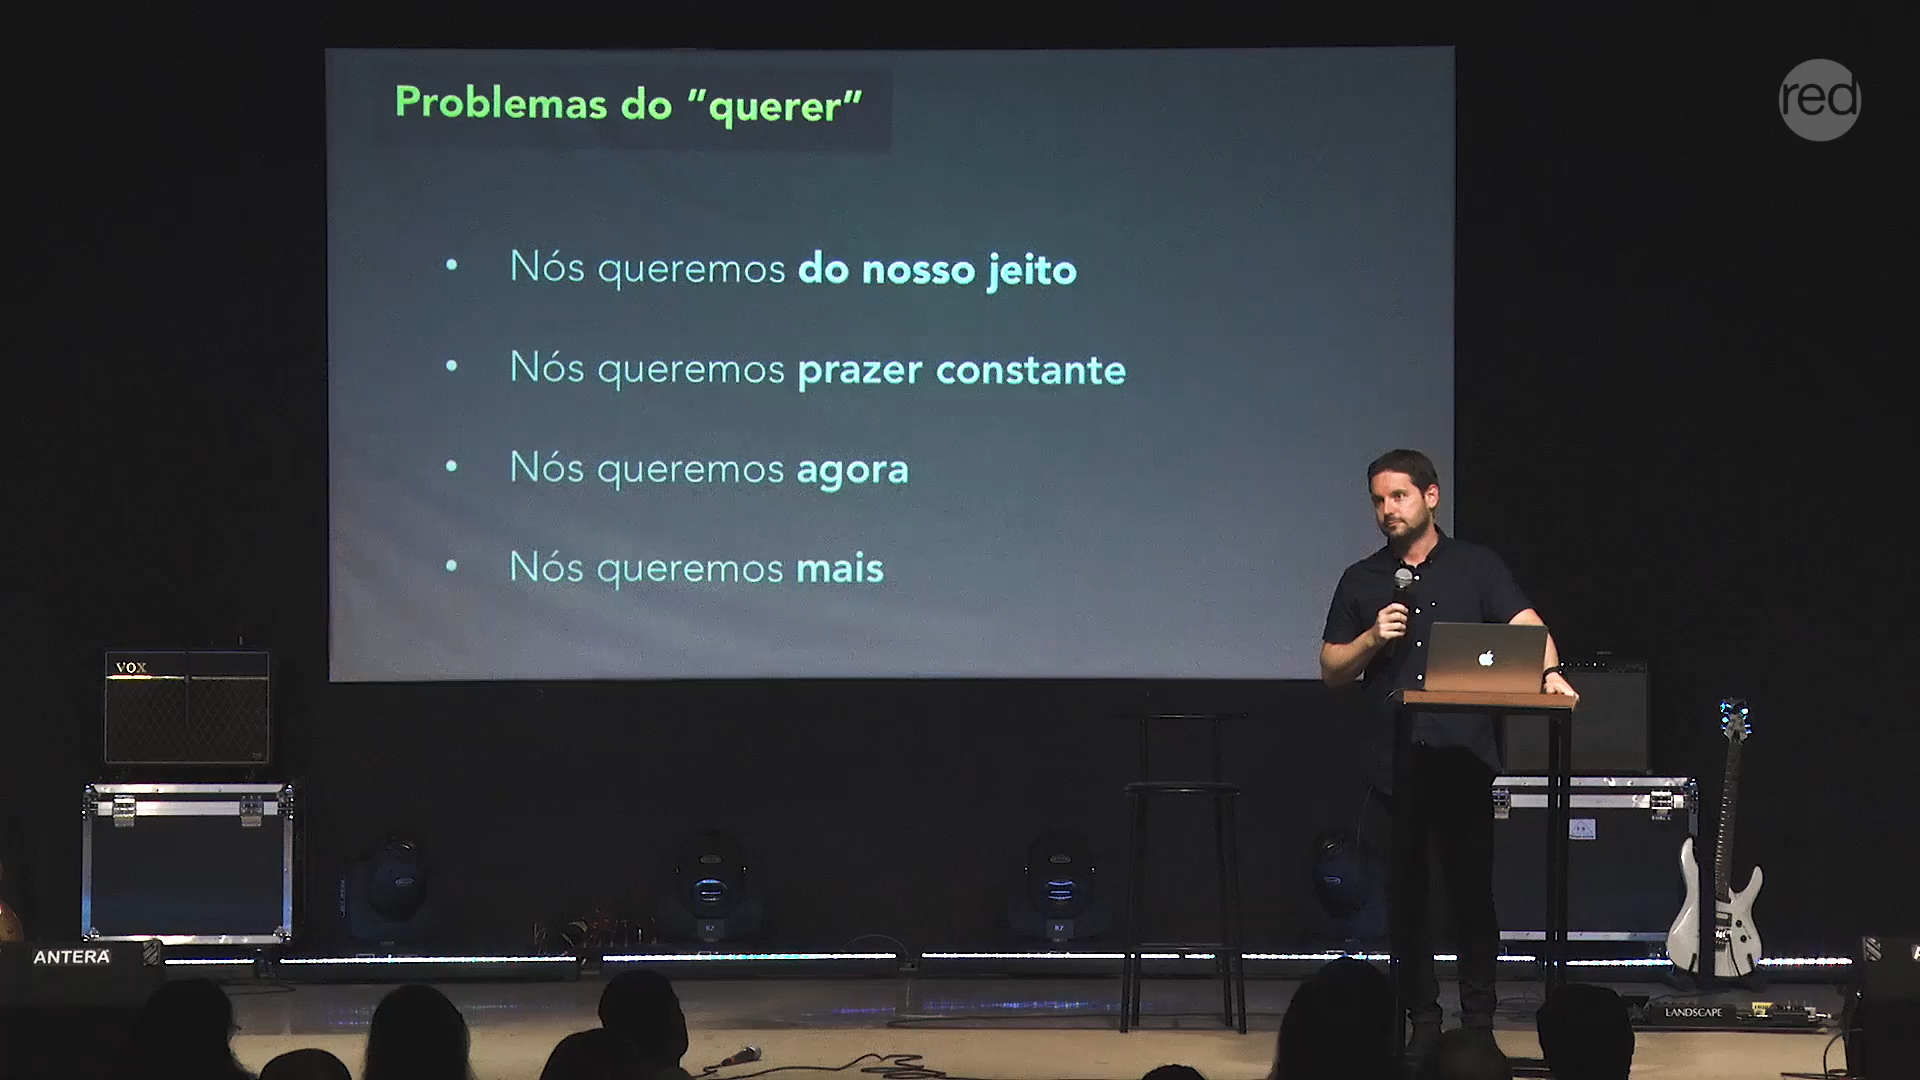 Problemas do "querer"
red
• Nós queremos do nosso jeito
• Nós queremos prazer constante
• Nós queremos agora
• Nós queremos mais
VOX
ANTERA
LANDSCAPE